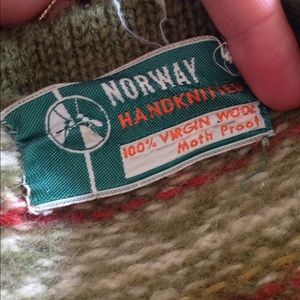 NORWAY
HANDKNITTED
100% VIRGIN WOOL
Moth Proof